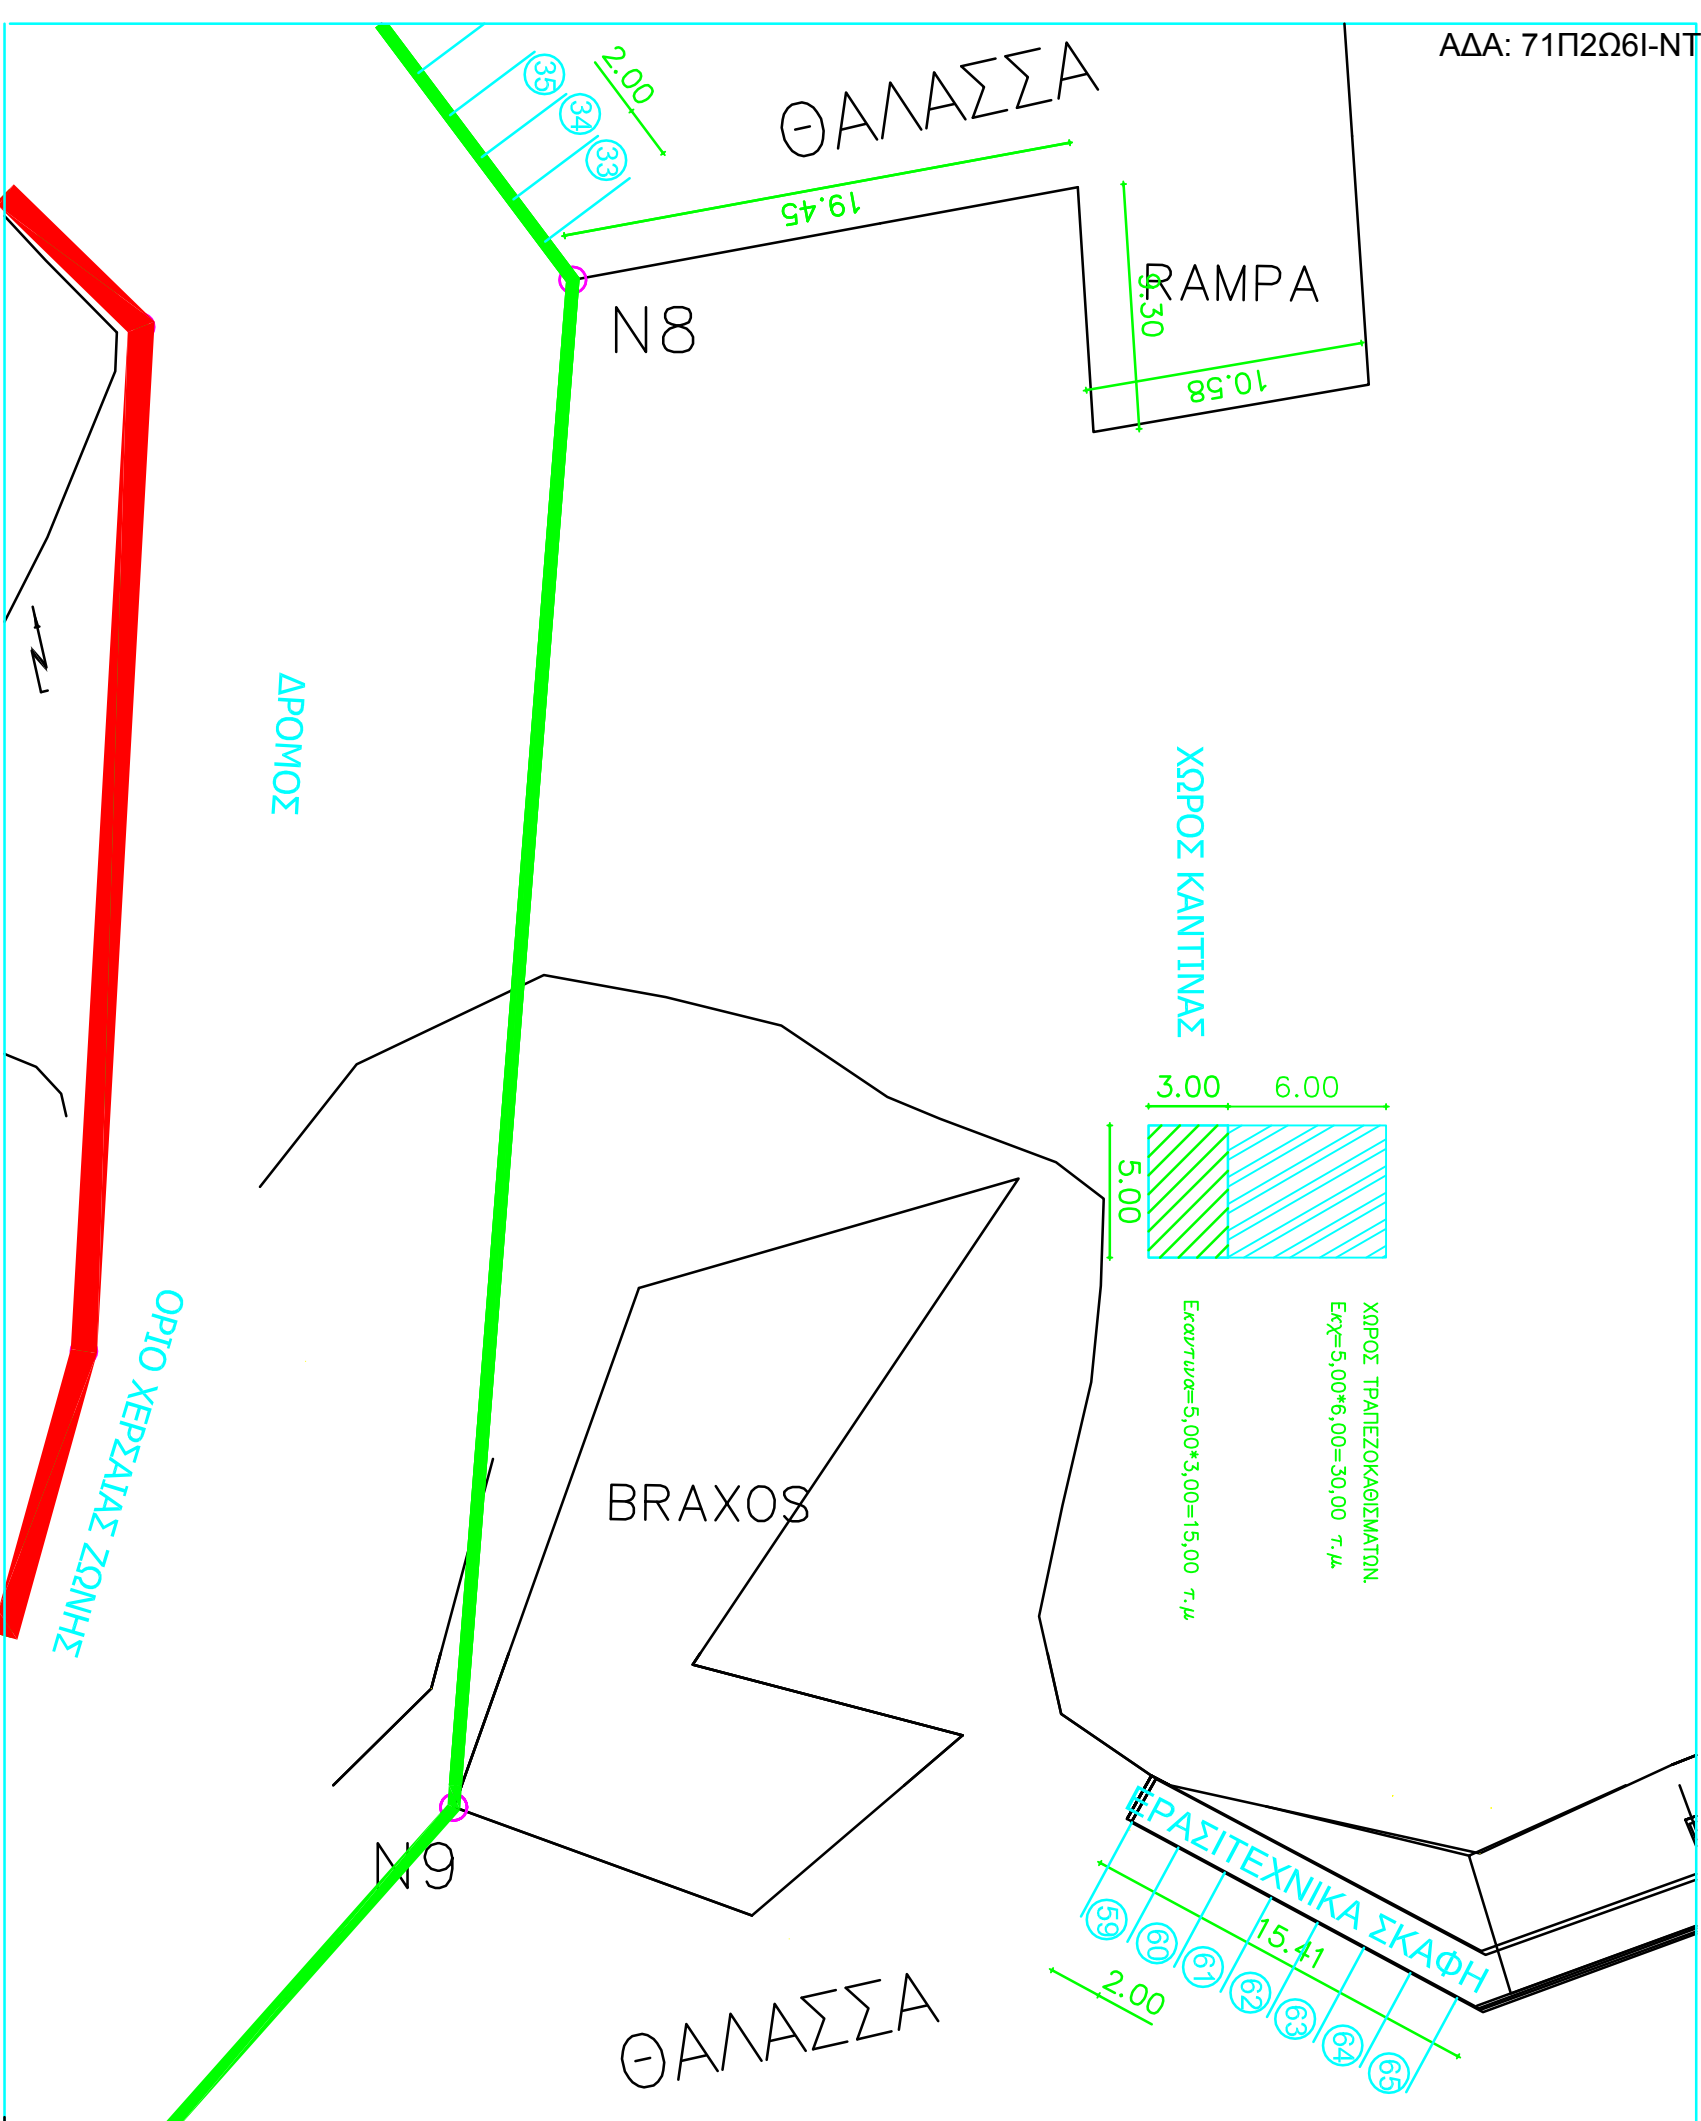 ΑΔΑ: 71Π2Ω6Ι-ΝΤ
35
34
33
2.00
ΘΑΛΑΣΣΑ
19.45
N8
RAMPA
9.30
10.58
ΔΡΟΜΟΣ
ΧΩΡΟΣ ΚΑΝΤΙΝΑΣ
3.00
6.00
5.00
ΧΩΡΟΣ ΤΡΑΠΕΖΟΚΑΘΙΣΜΑΤΩΝ.
Εκχ=5,00*6,00=30,00 τ.μ
Εκαντινα=5,00*3,00=15,00 τ.μ
ΟΡΙΟ ΧΕΡΣΑΙΑΣ ΖΩΝΗΣ
BRAXOS
N9
ΕΡΑΣΙΤΕΧΝΙΚΑ ΣΚΑΦΗ
15.41
59
60
61
62
63
64
65
2.00
ΘΑΛΑΣΣΑ